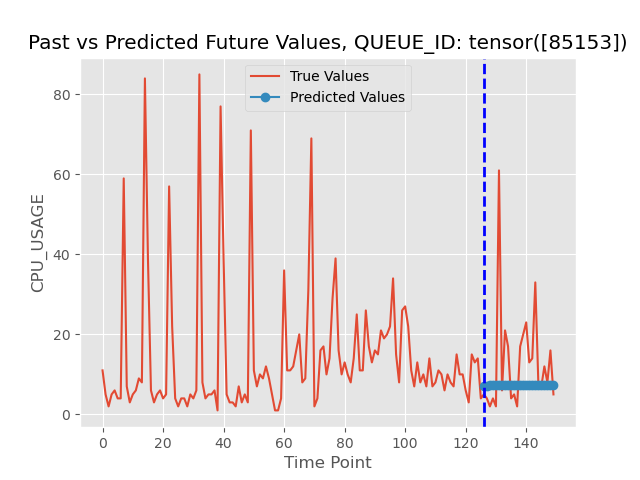 Past vs Predicted Future Values, QUEUE_ID: tensor([85153])
True Values
Predicted Values
CPU_USAGE
80
60
40
20
0
0
20
40
60
80
100
120
140
Time Point